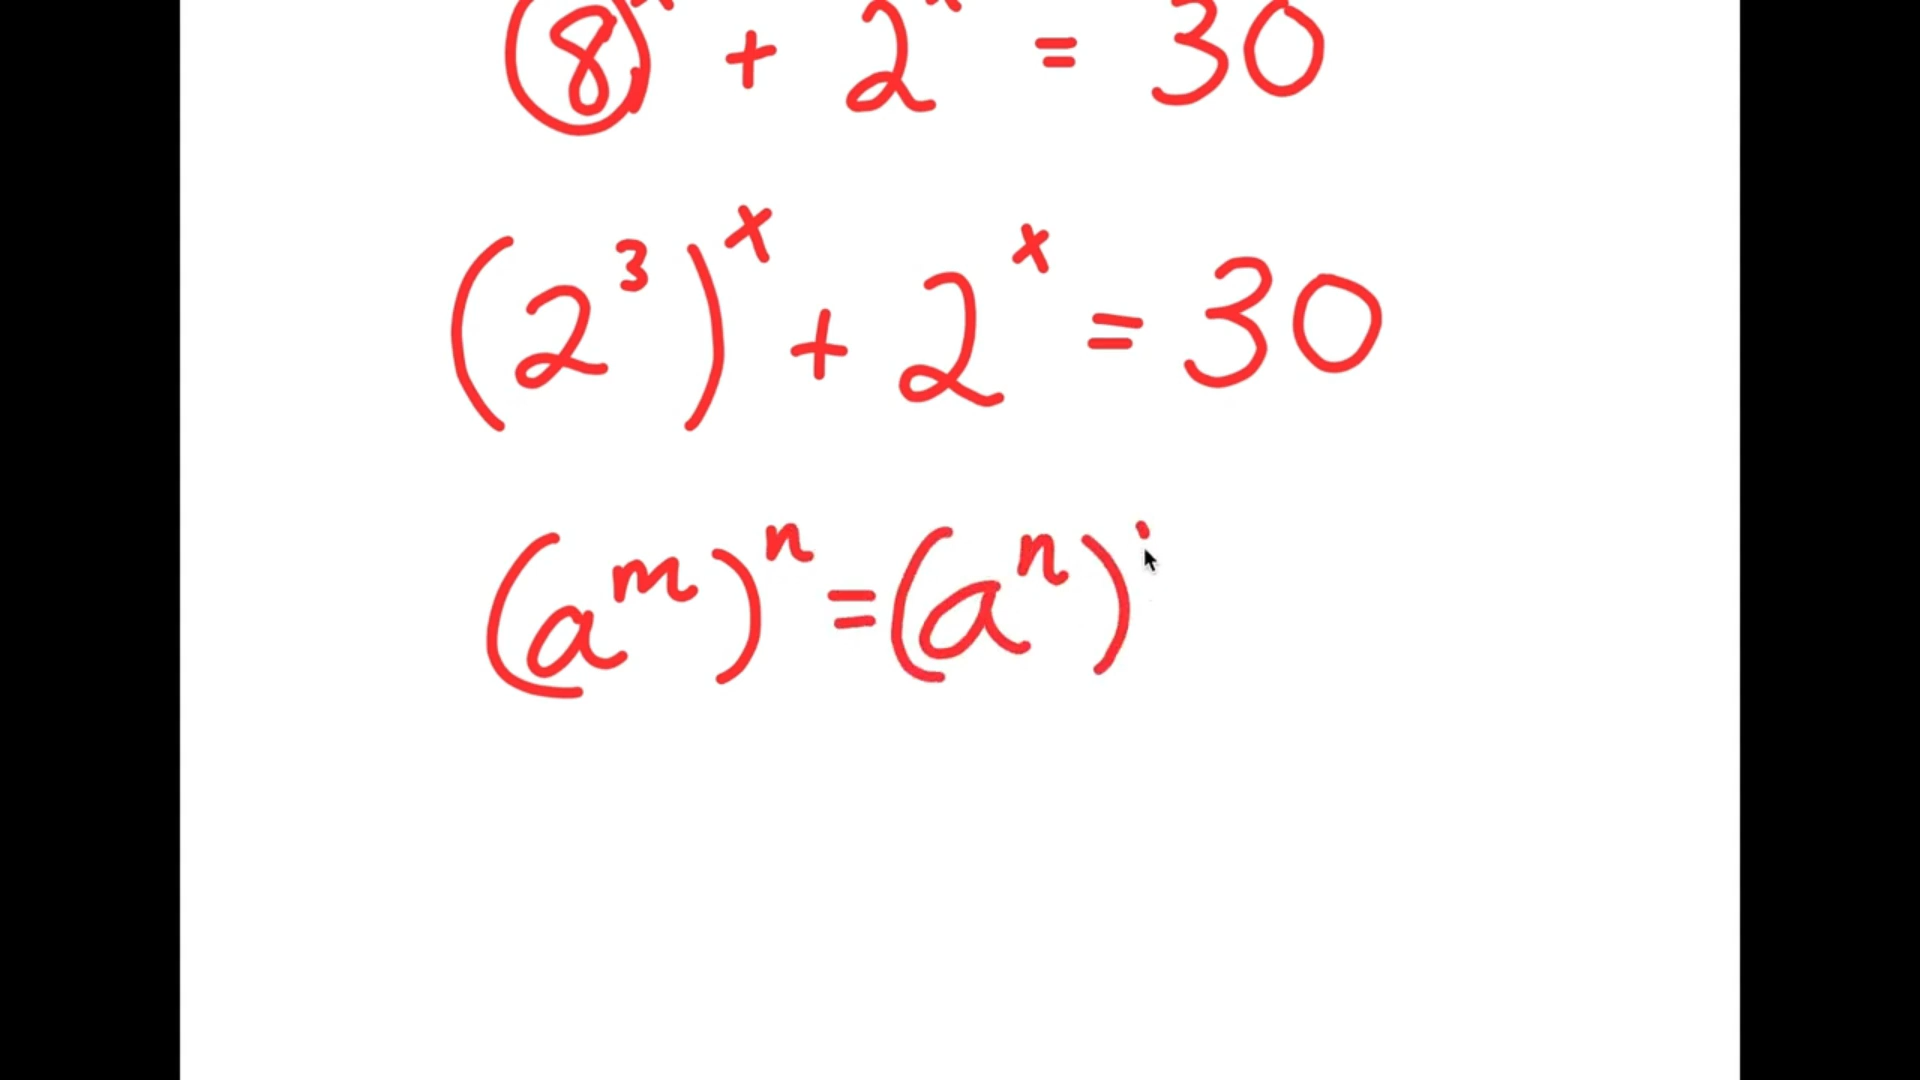 8^x + 2^x = 30
(2^3)^x + 2^x = 30
(a^m)^n = (a^n)